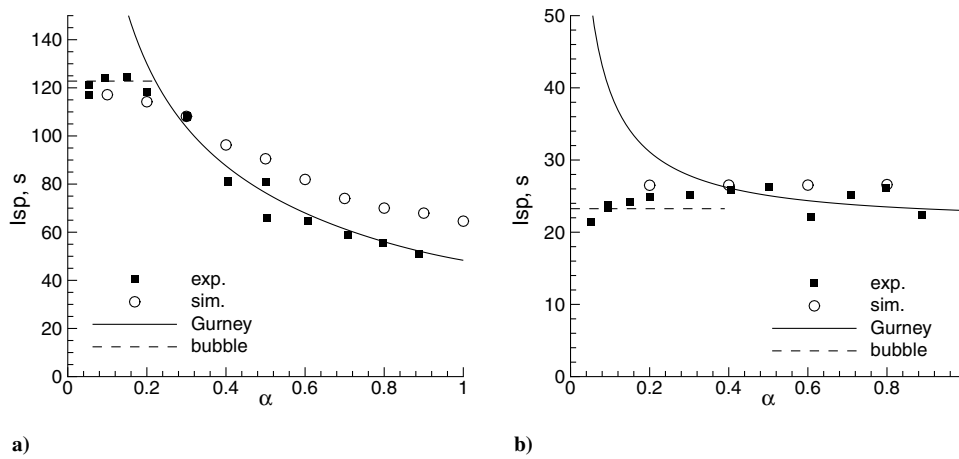 Isp, s
140
120
100
80
60
40
20
0
0 0.2 0.4 0.6 0.8 1
α
exp.
sim.
Gurney
bubble
a)
Isp, s
50
40
30
20
10
0
0 0.2 0.4 0.6 0.8
α
exp.
sim.
Gurney
bubble
b)